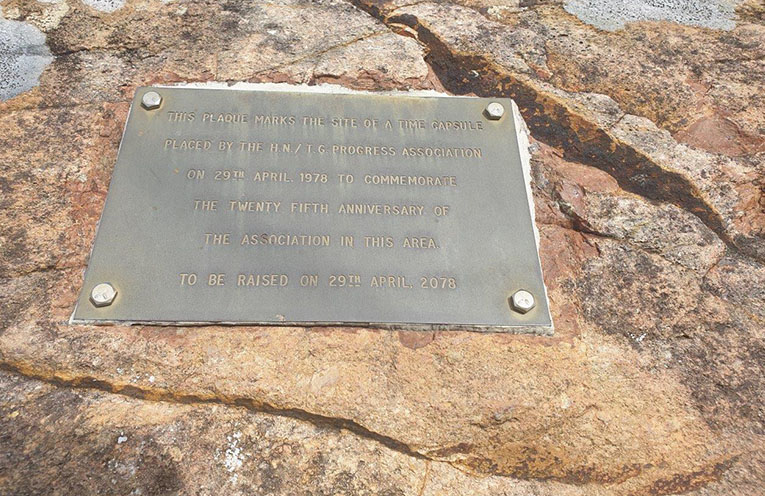 THIS PLAQUE MARKS THE SITE OF A TIME CAPSULE
PLACED BY THE H.N./T.G. PROGRESS ASSOCIATION
ON 29TH APRIL, 1978 TO COMMEMORATE
THE TWENTY FIFTH ANNIVERSARY OF
THE ASSOCIATION IN THIS AREA.
TO BE RAISED ON 29TH APRIL, 2078